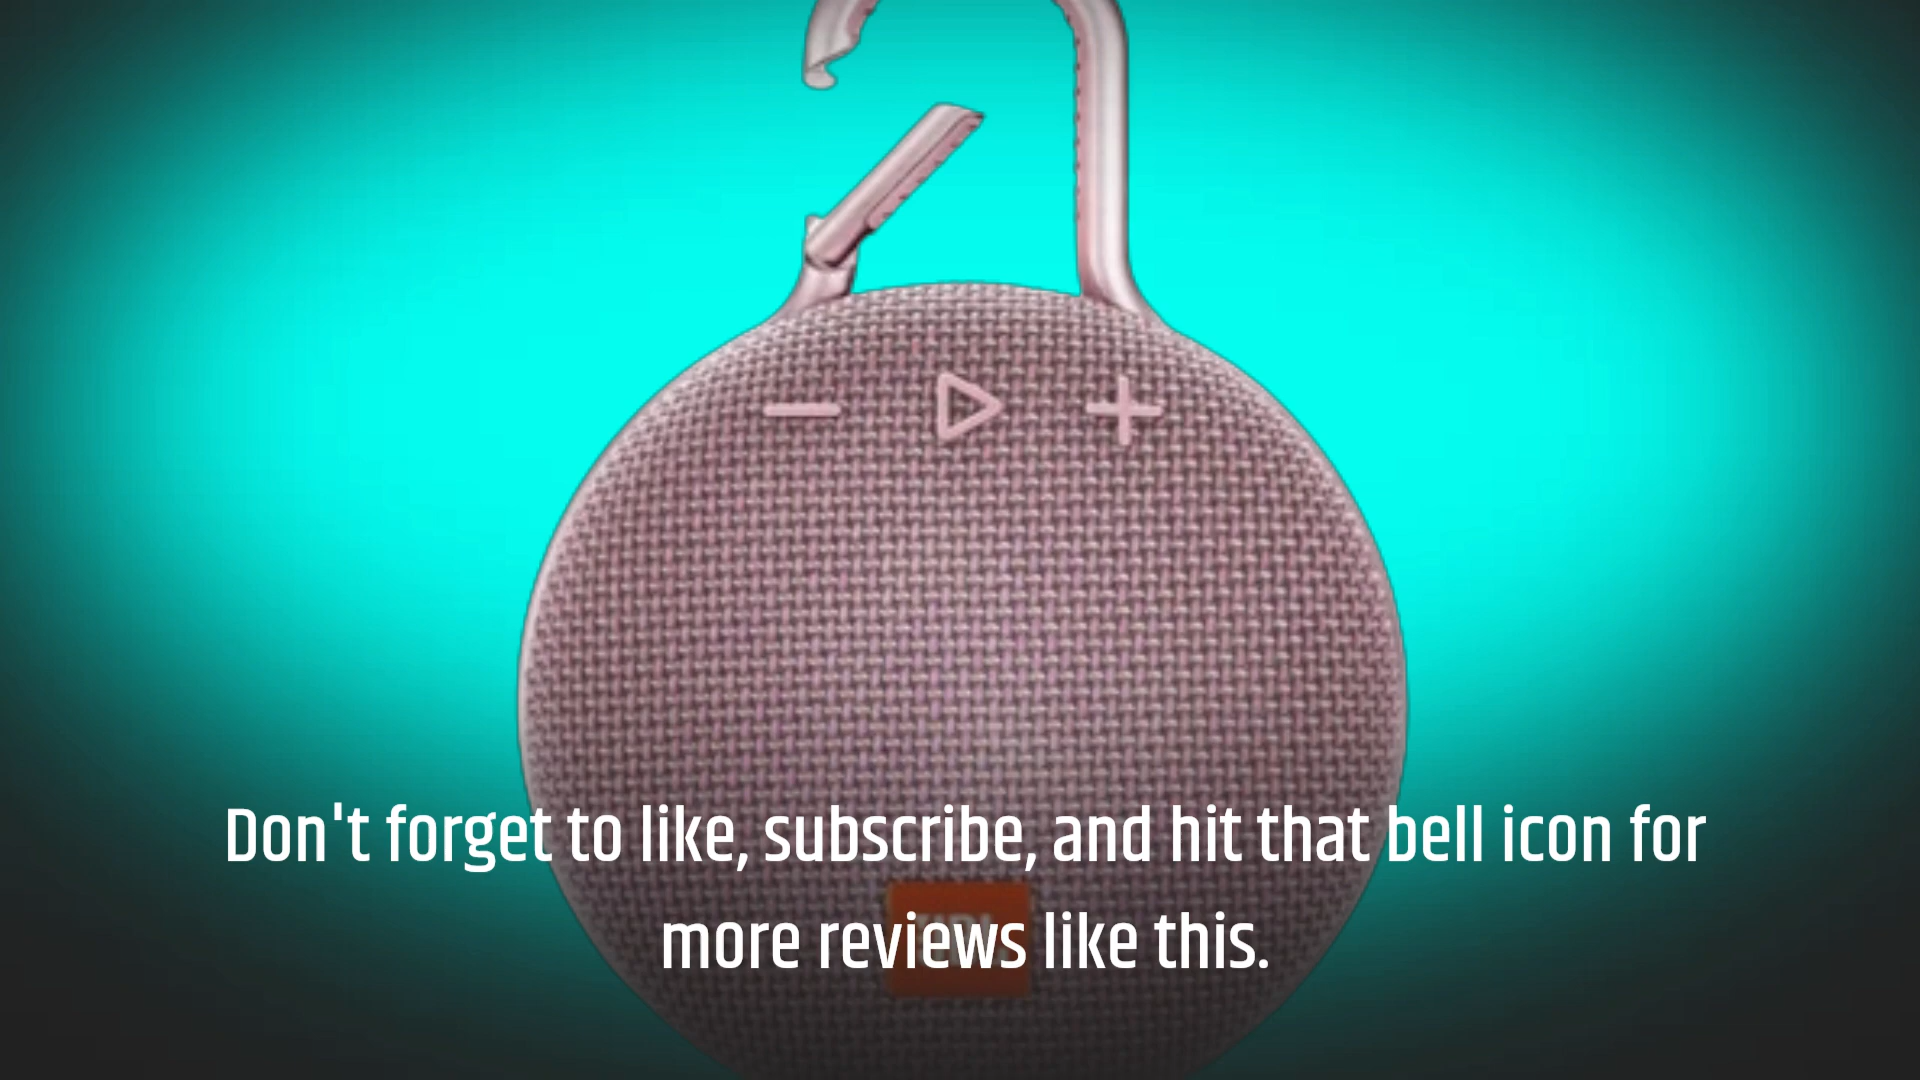 Don't forget to like, subscribe, and hit that bell icon for
more reviews like this.